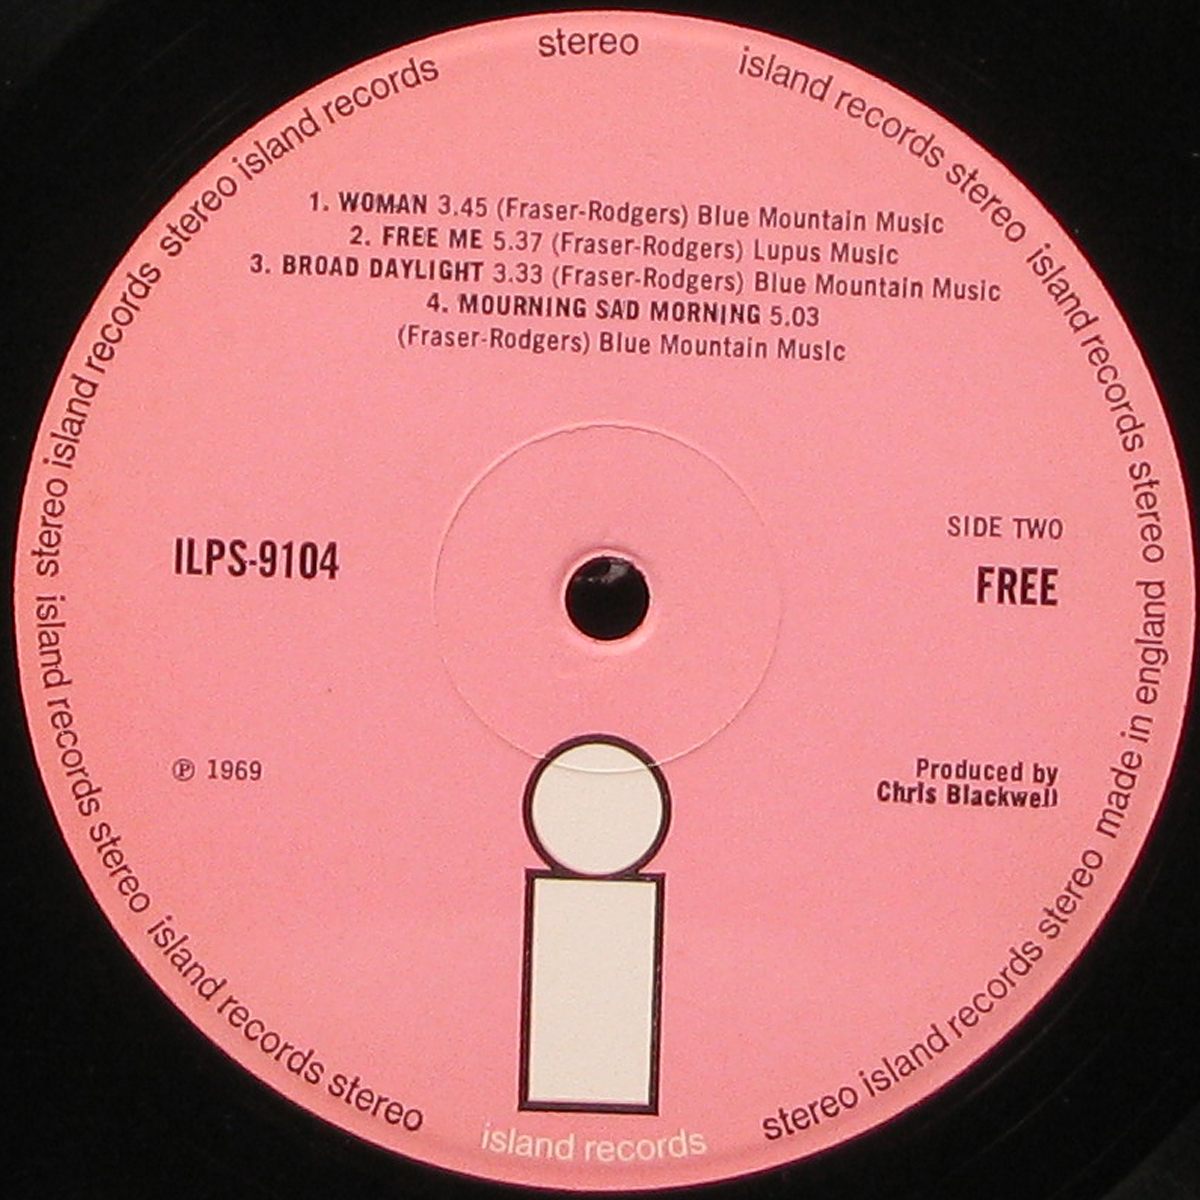 stereo
island records stereo island records stereo made in england
1. WOMAN 3.45 (Fraser-Rodgers) Blue Mountain Music
2. FREE ME 5.37 (Fraser-Rodgers) Lupus Music
3. BROAD DAYLIGHT 3.33 (Fraser-Rodgers) Blue Mountain Music
4. MOURNING SAD MORNING 5.03
(Fraser-Rodgers) Blue Mountain Music
ILPS-9104
SIDE TWO
FREE
℗ 1969
Produced by
Chris Blackwell
stereo island records stereo
island records
island records stereo island records stereo
stereo island records stereo island records